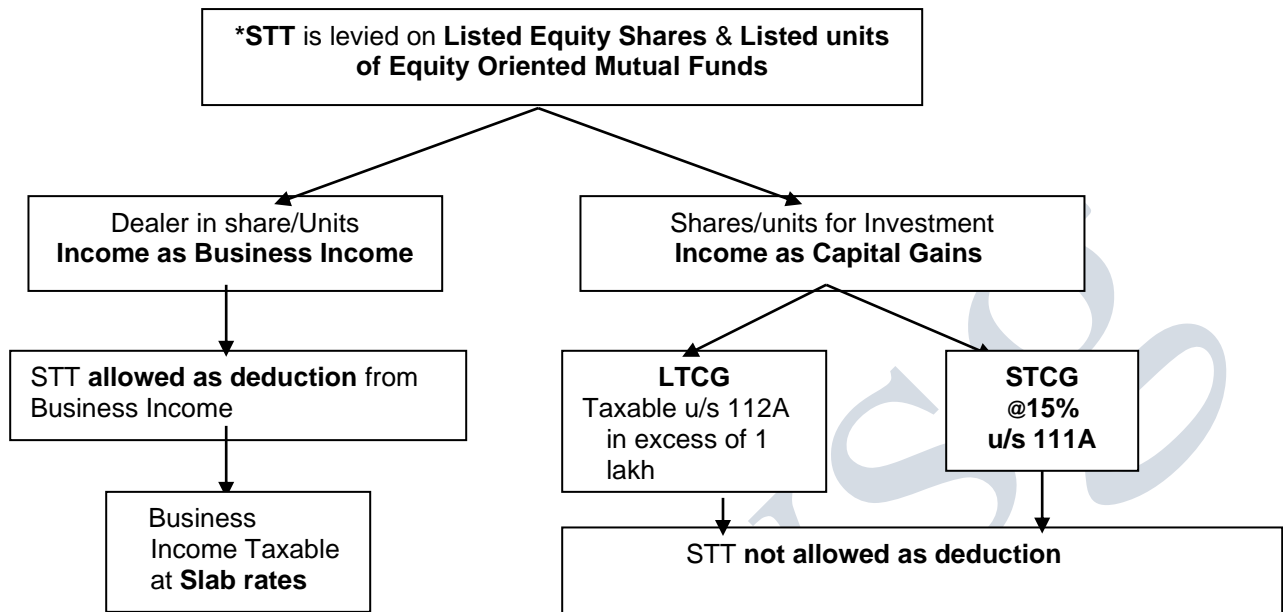 *STT is levied on Listed Equity Shares & Listed units
of Equity Oriented Mutual Funds
Dealer in share/Units
Income as Business Income
Shares/units for Investment
Income as Capital Gains
STT allowed as deduction from
Business Income
LTCG
Taxable u/s 112A
in excess of 1
lakh
STCG
@15%
u/s 111A
Business
Income Taxable
at Slab rates
STT not allowed as deduction